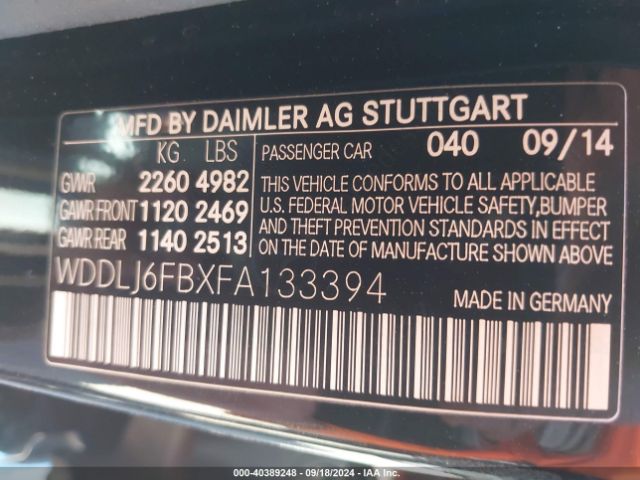 MFD BY DAIMLER AG STUTTGART
KG LBS
PASSENGER CAR 040 09/14
GVWR 2260 4982
GAWR FRONT 1120 2469
GAWR REAR 1140 2513
THIS VEHICLE CONFORMS TO ALL APPLICABLE
U.S. FEDERAL MOTOR VEHICLE SAFETY,BUMPER
AND THEFT PREVENTION STANDARDS IN EFFECT
ON THE DATE OF MANUFACTURE SHOWN ABOVE
WDDLJ6FBXFA133394
MADE IN GERMANY
000-40389248 - 09/18/2024 - IAA Inc.